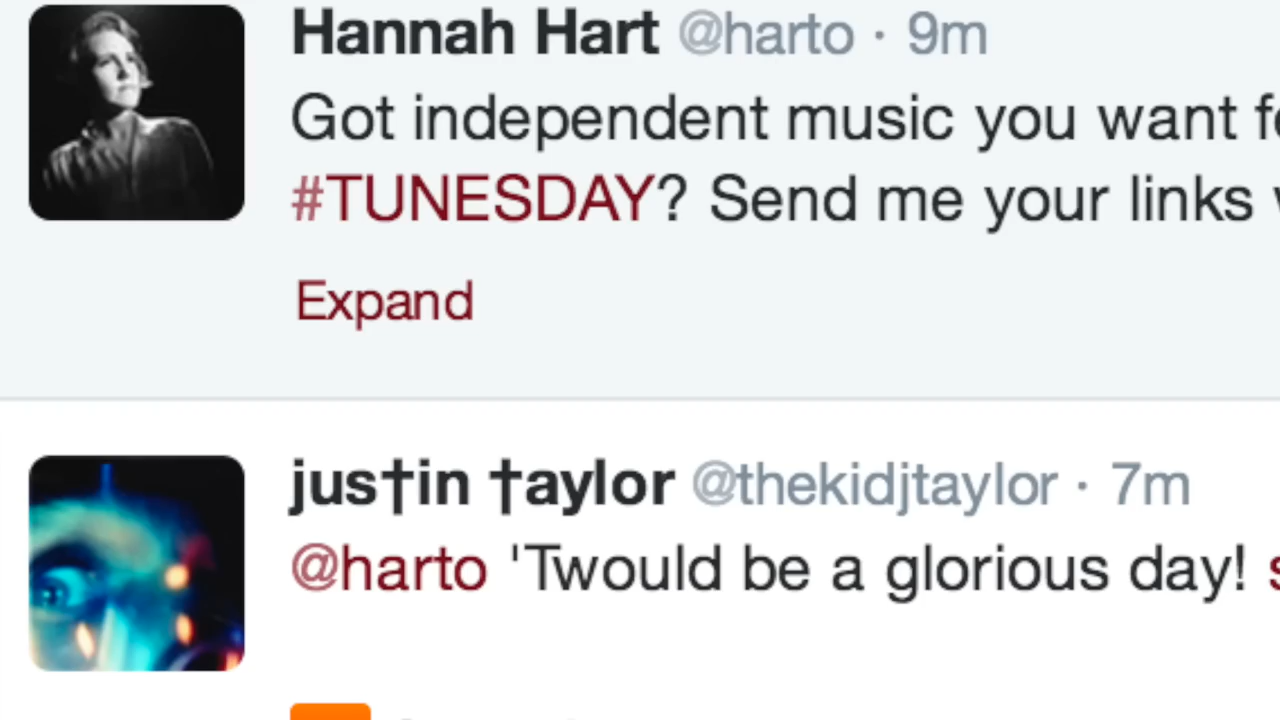 Hannah Hart @harto · 9m
Got independent music you want
#TUNESDAY? Send me your links
Expand
jus†in †aylor @thekidjtaylor · 7m
@harto 'Twould be a glorious day!